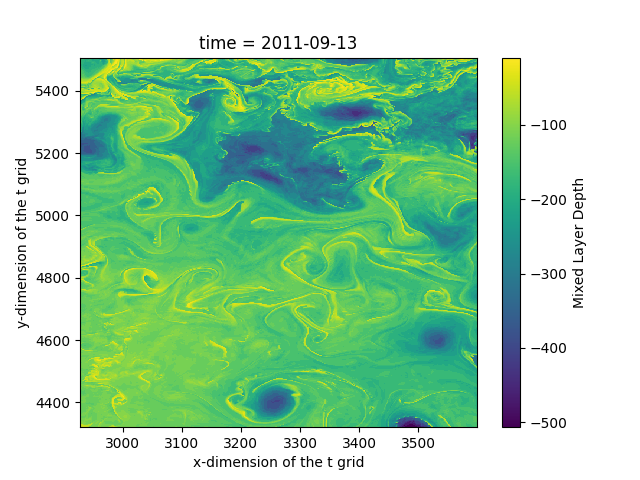 time = 2011-09-13
5400
5200
5000
4800
4600
4400
y-dimension of the t grid
3000 3100 3200 3300 3400 3500
x-dimension of the t grid
−100
−200
−300
−400
−500
Mixed Layer Depth